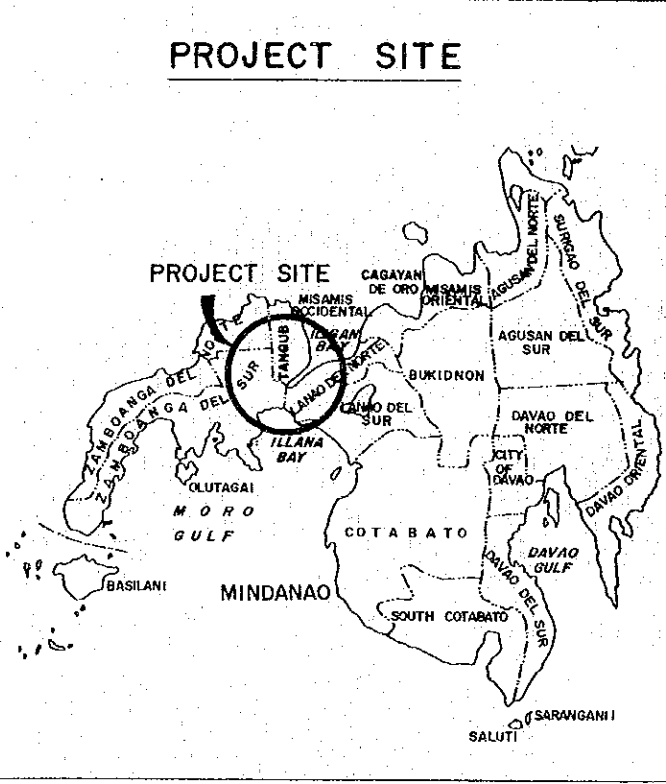 PROJECT SITE
PROJECT SITE
CAGAYAN
DE ORO
MISAMIS
ORIENTAL
AGUSAN DEL NORTE
SURIGAO DEL SUR
MISAMIS
OCCIDENTAL
ILIGAN
BAY
TANGUB
ZAMBOANGA DEL NORTE
ZAMBOANGA DEL SUR
LANAO DEL NORTE
LANAO DEL
SUR
BUKIDNON
AGUSAN DEL
SUR
DAVAO DEL
NORTE
CITY
OF
DAVAO
DAVAO ORIENTAL
ILLANA
BAY
OLUTAGAI
MORO
GULF
COTABATO
DAVAO
GULF
DAVAO DEL SUR
BASILANI
MINDANAO
SOUTH COTABATO
SARANGANI I
SALUTI